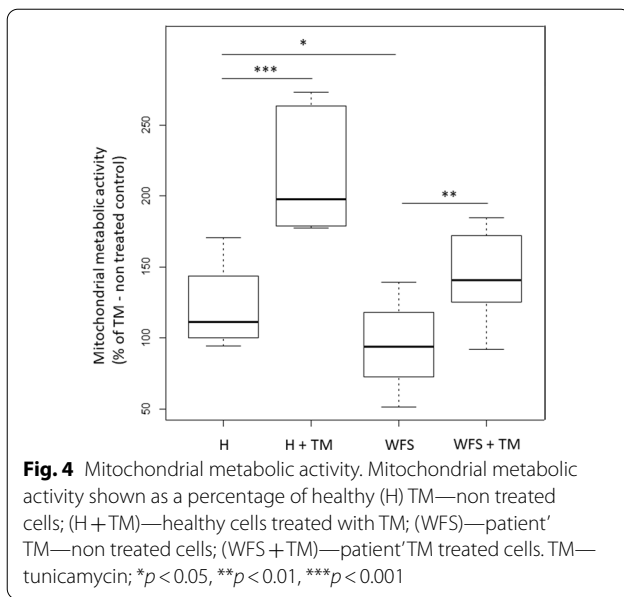 *
***
**
Mitochondrial metabolic activity
(% of TM - non treated control)
250
200
150
100
50
H H + TM WFS WFS + TM
Fig. 4 Mitochondrial metabolic activity. Mitochondrial metabolic
activity shown as a percentage of healthy (H) TM—non treated
cells; (H + TM)—healthy cells treated with TM; (WFS)—patient’
TM—non treated cells; (WFS + TM)—patient’ TM treated cells. TM—
tunicamycin; *p < 0.05, **p < 0.01, ***p < 0.001